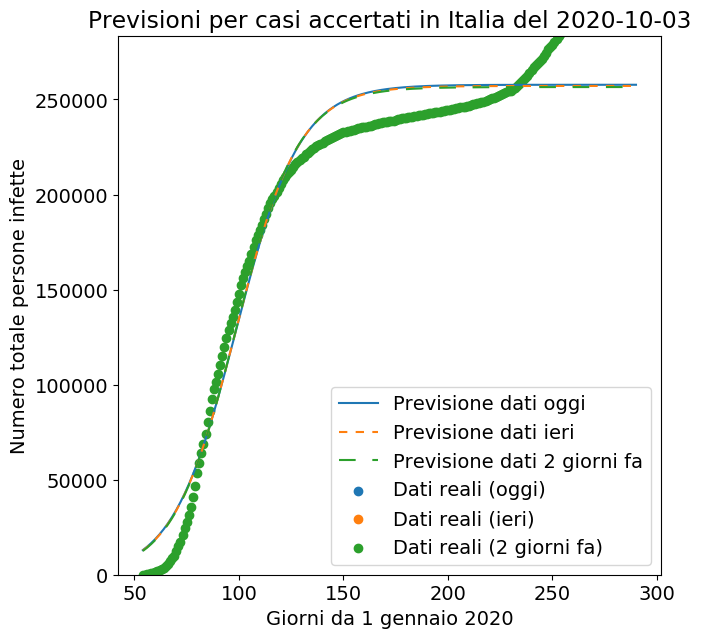 Previsioni per casi accertati in Italia del 2020-10-03
Numero totale persone infette
250000
200000
150000
100000
50000
0
Previsione dati oggi
Previsione dati ieri
Previsione dati 2 giorni fa
Dati reali (oggi)
Dati reali (ieri)
Dati reali (2 giorni fa)
50 100 150 200 250 300
Giorni da 1 gennaio 2020